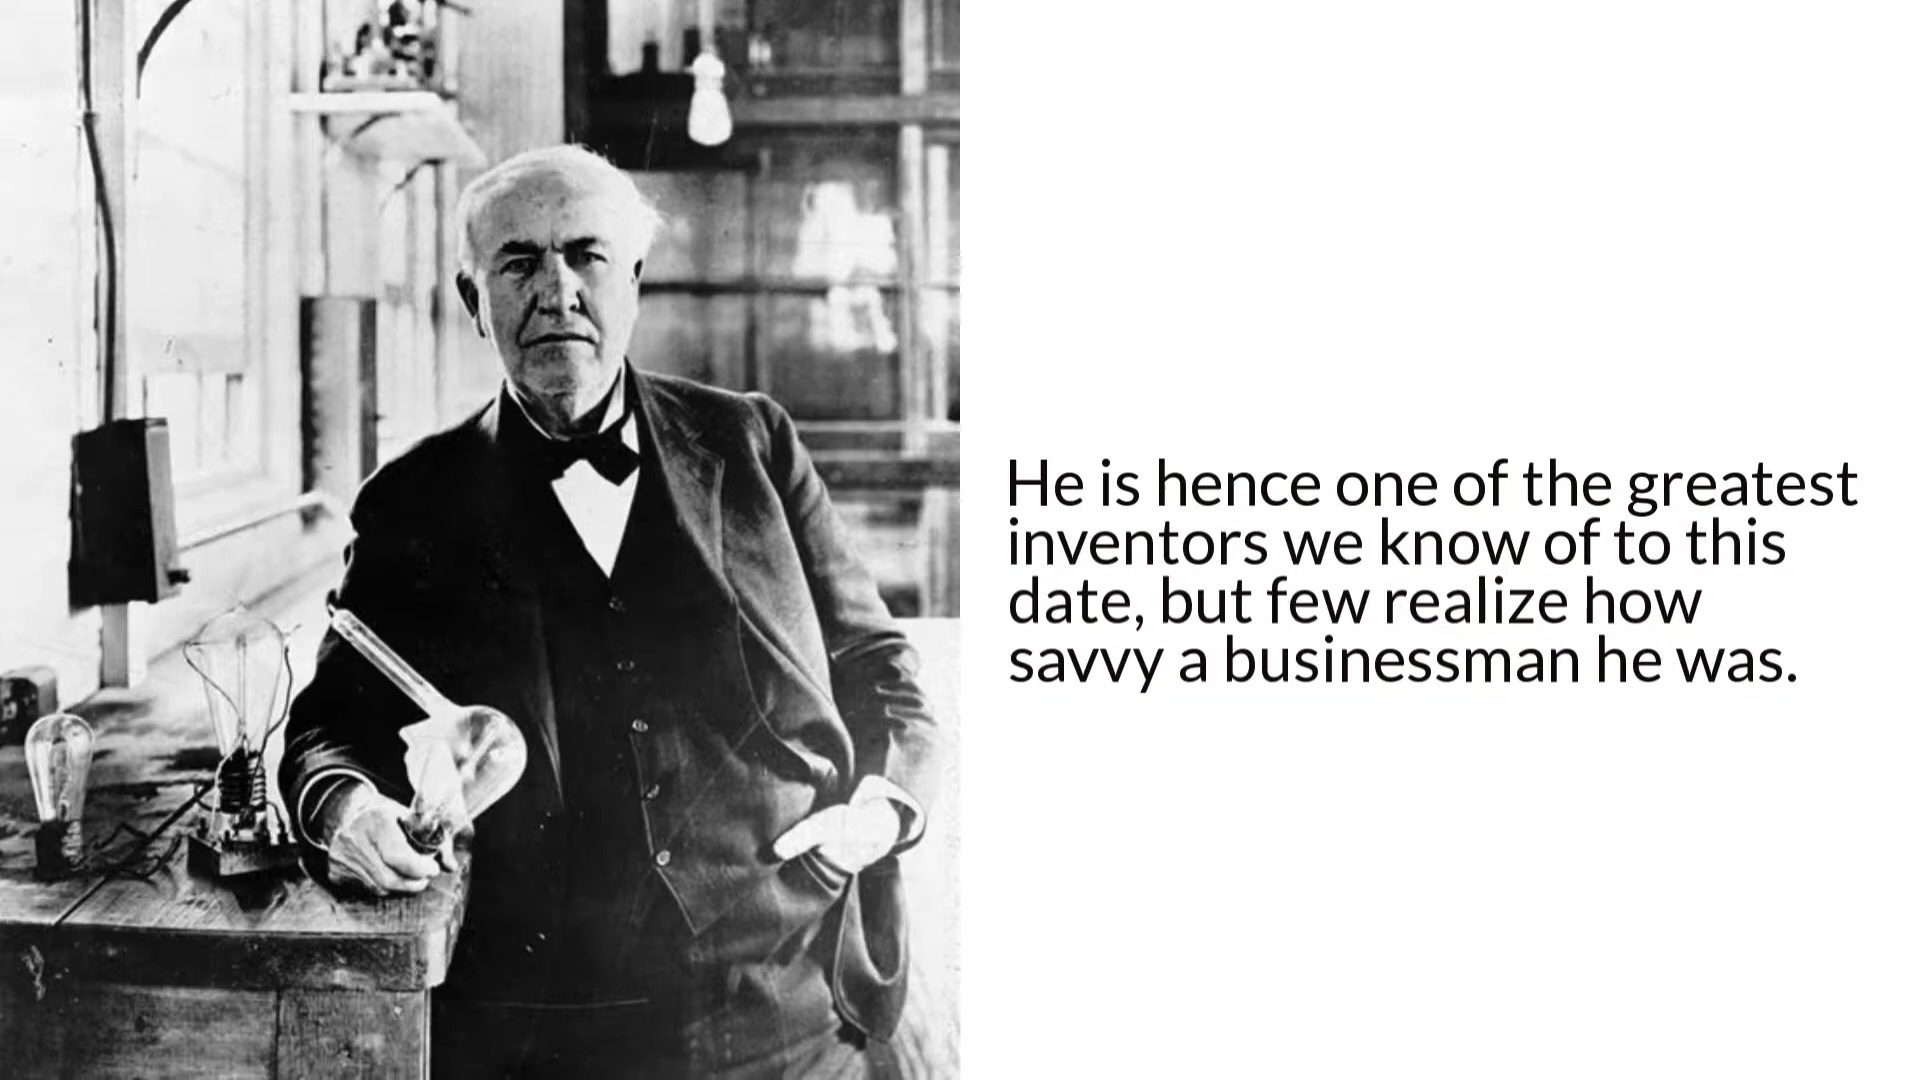 He is hence one of the greatest
inventors we know of to this
date, but few realize how
savvy a businessman he was.